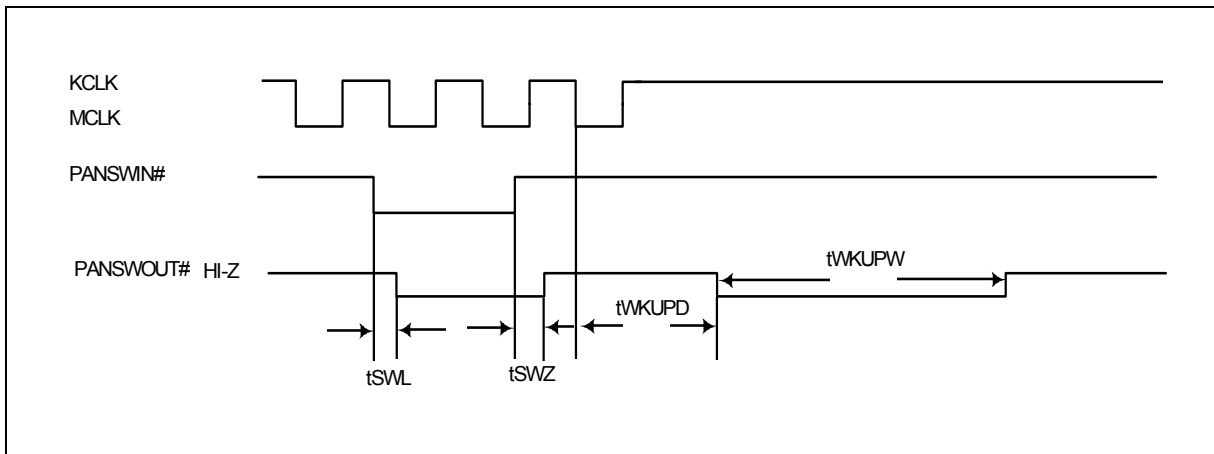 KCLK
MCLK
PANSWIN#
PANSWOUT# HI-Z
tWKUPW
tWKUPD
tSWL
tSWZ